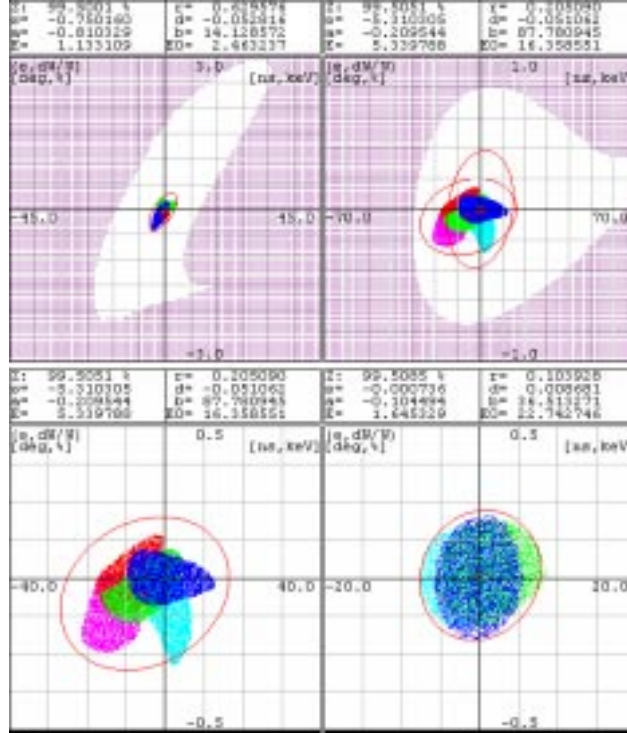 Σ: 99.3001 % r= 0.629576
φ= -0.750160 d= -0.052816
a= -0.810329 b= 14.128572
E= 1.133109 E0= 2.463237
Σ: 99.5051 % r= 0.205090
φ= -5.310305 d= -0.051062
a= -0.209544 b= 87.780945
E= 5.339788 E0= 16.358551
(φ,dW/W) 3.0
[deg,%] [ns,keV]
-45.0 45.0
-3.0
(φ,dW/W) 1.0
[deg,%] [ns,keV]
-70.0 70.0
-1.0
Σ: 99.5051 % r= 0.205090
φ= -5.310305 d= -0.051062
a= -0.209544 b= 87.780945
E= 5.339788 E0= 16.358551
Σ: 99.5085 % r= 0.103928
φ= -0.000736 d= 0.008681
a= -0.104494
E= 1.645329 E0= 22.742746
(φ,dW/W) 0.5
[deg,%] [ns,keV]
-40.0 40.0
-0.5
(φ,dW/W) 0.5
[deg,%] [ns,keV]
-20.0 20.0
-0.5